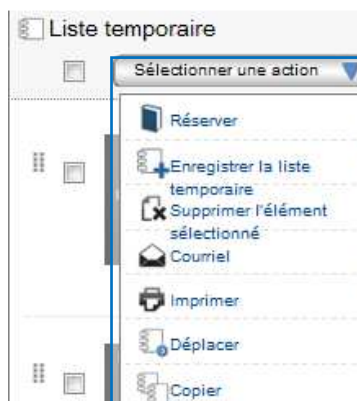 Liste temporaire
Sélectionner une action
Réserver
Enregistrer la liste
temporaire
Supprimer l'élément
sélectionné
Courriel
Imprimer
Déplacer
Copier